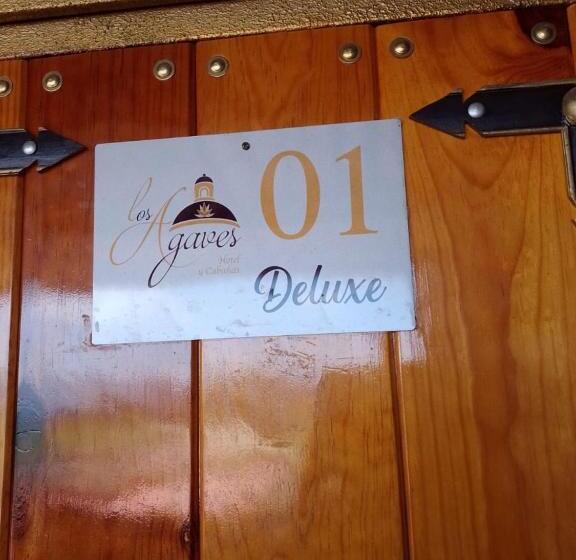 los Agaves
Hotel
y Cabañas
01
Deluxe